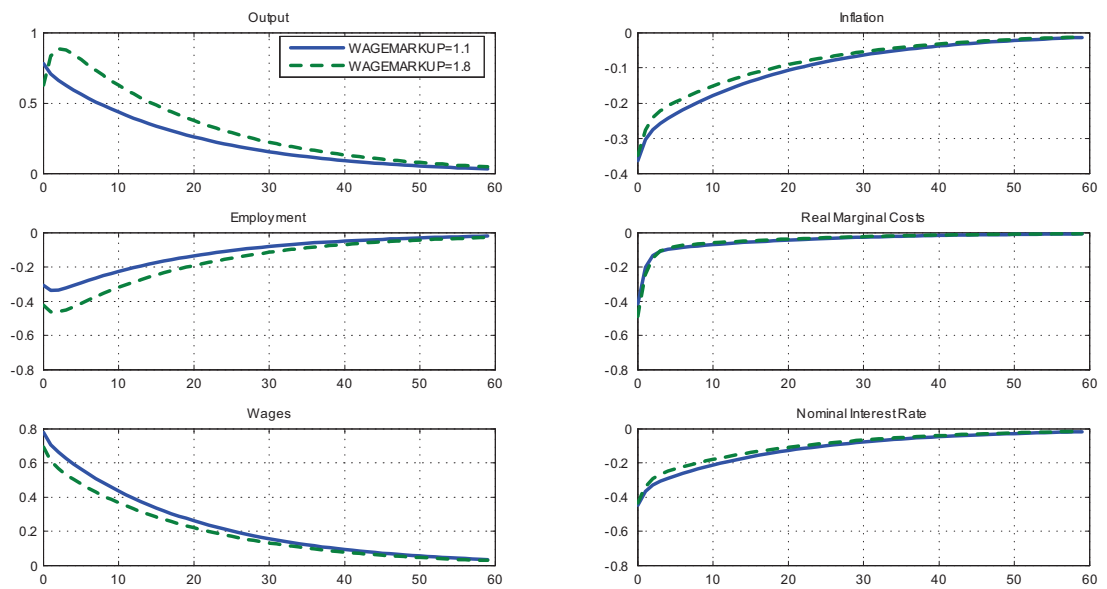 Output
1
0.5
0
0 10 20 30 40 50 60
WAGEMARKUP=1.1
WAGEMARKUP=1.8
Inflation
0
-0.1
-0.2
-0.3
-0.4
0 10 20 30 40 50 60
Employment
0
-0.2
-0.4
-0.6
-0.8
0 10 20 30 40 50 60
Real Marginal Costs
0
-0.2
-0.4
-0.6
-0.8
0 10 20 30 40 50 60
Wages
0.8
0.6
0.4
0.2
0
0 10 20 30 40 50 60
Nominal Interest Rate
0
-0.2
-0.4
-0.6
-0.8
0 10 20 30 40 50 60